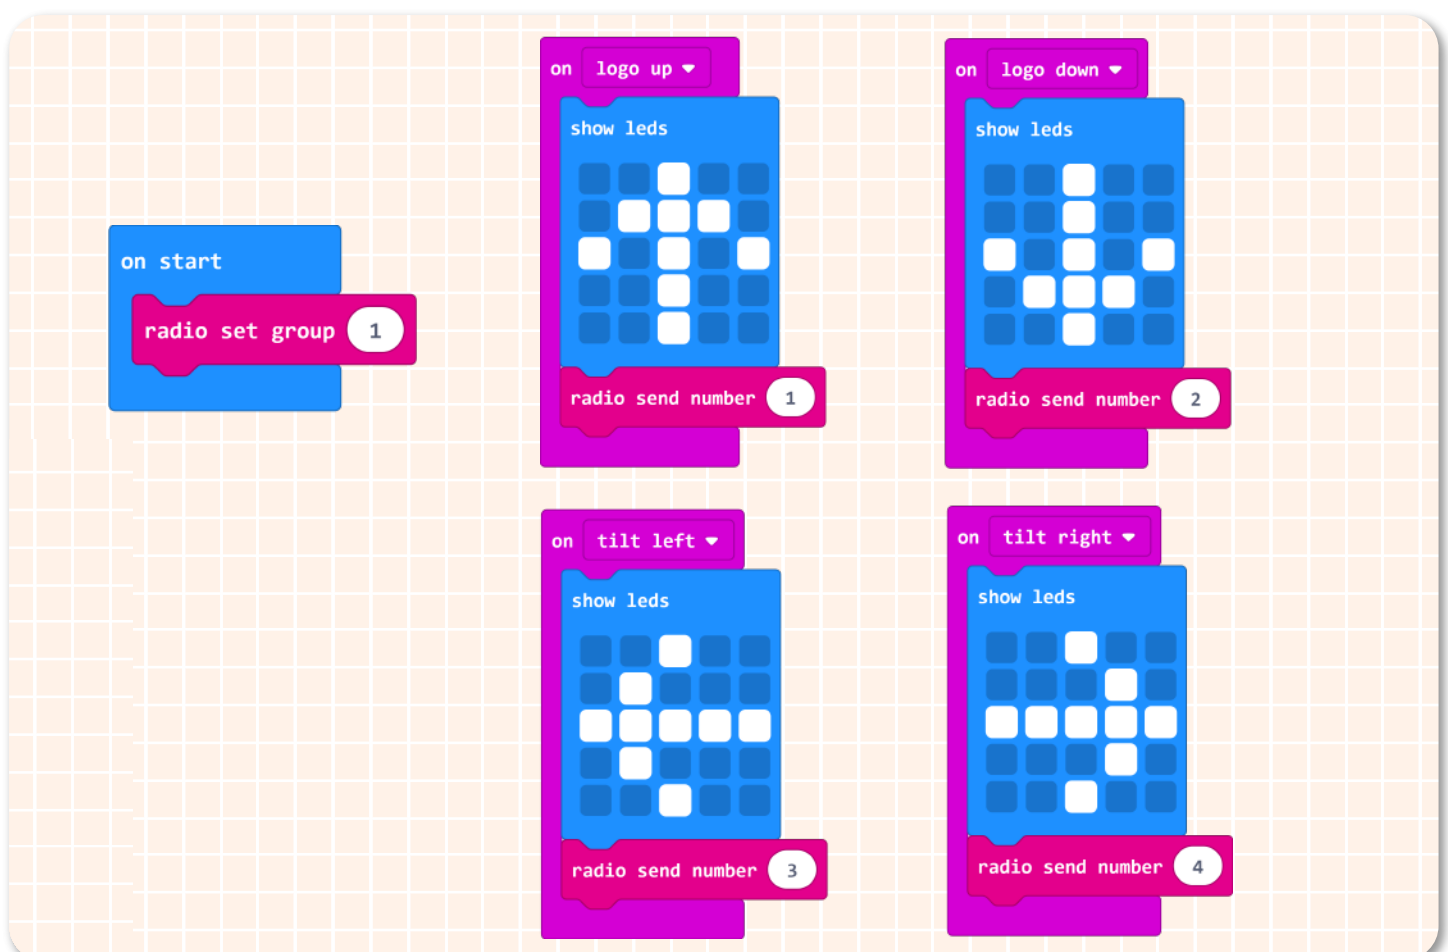 on start
radio set group 1
on logo up
show leds
radio send number 1
on logo down
show leds
radio send number 2
on tilt left
show leds
radio send number 3
on tilt right
show leds
radio send number 4